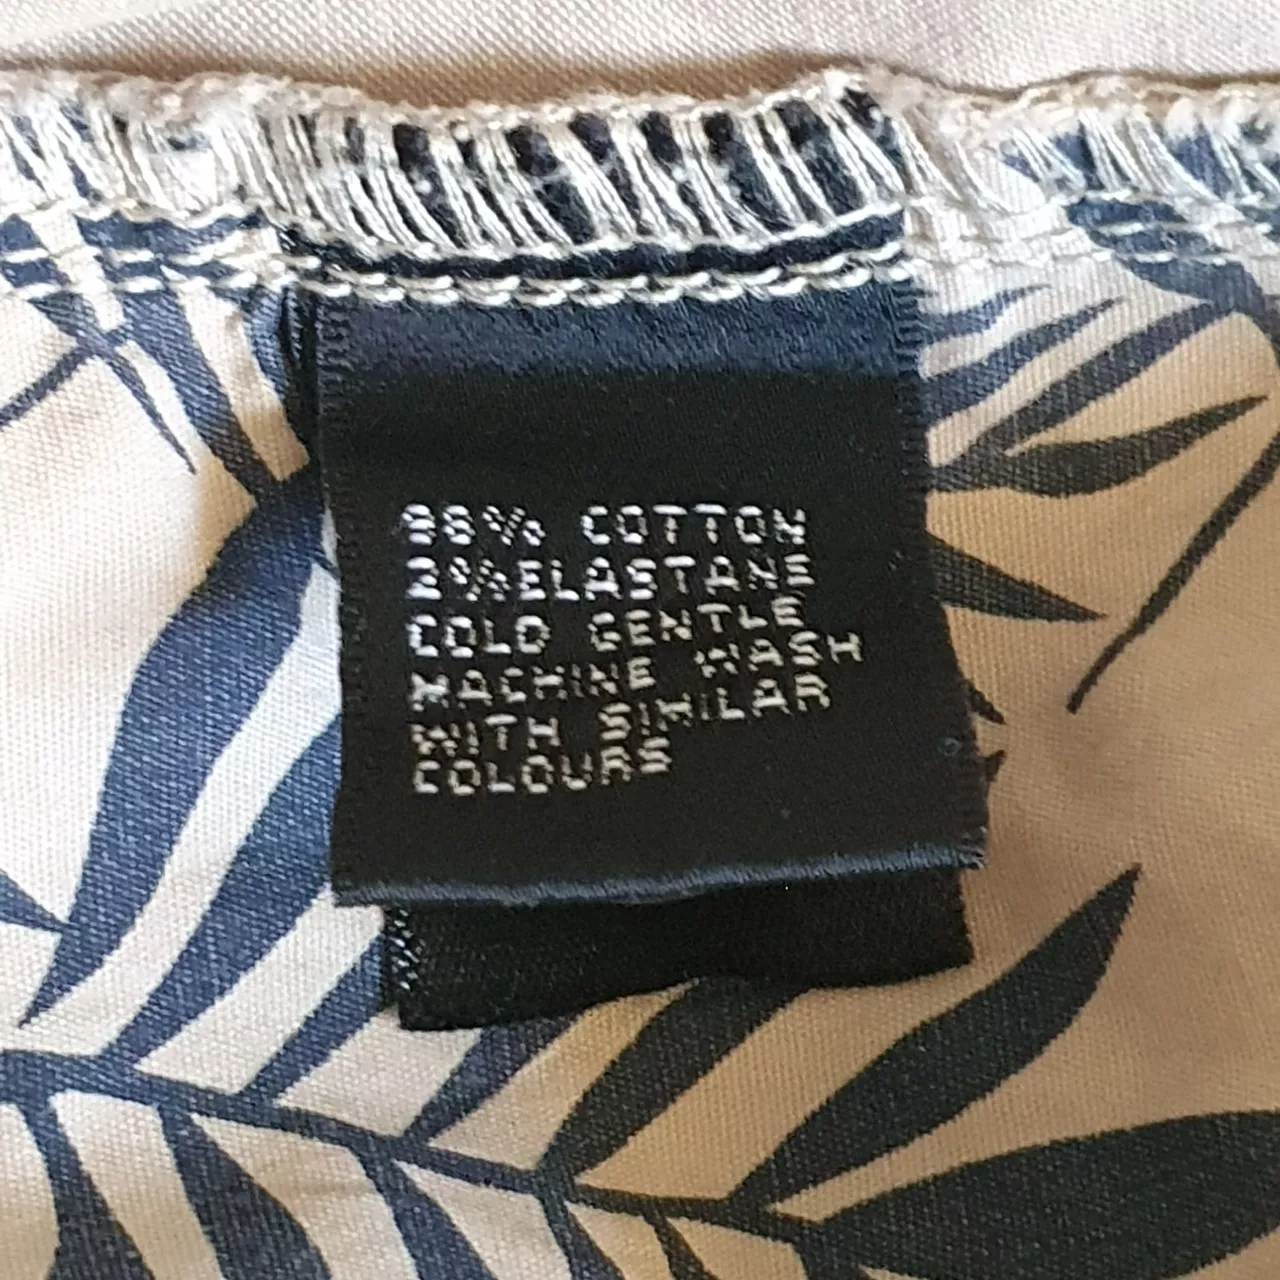 98% COTTON
2%ELASTANE
COLD GENTLE
MACHINE WASH
WITH SIMILAR
COLOURS